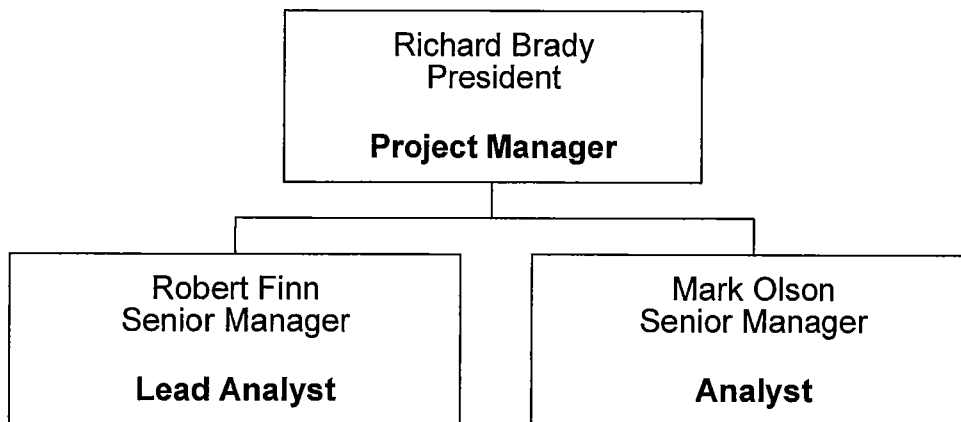 Richard Brady
President
Project Manager
Robert Finn
Senior Manager
Lead Analyst
Mark Olson
Senior Manager
Analyst